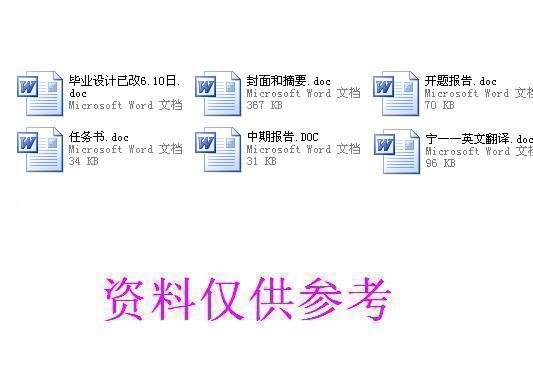 毕业设计已改6.10日.
doc
Microsoft Word 文档
封面和摘要.doc
Microsoft Word 文档
367 KB
开题报告.doc
Microsoft Word 文档
70 KB
任务书.doc
Microsoft Word 文档
34 KB
中期报告.DOC
Microsoft Word 文档
31 KB
宁——英文翻译.doc
Microsoft Word 文档
96 KB
资料仅供参考